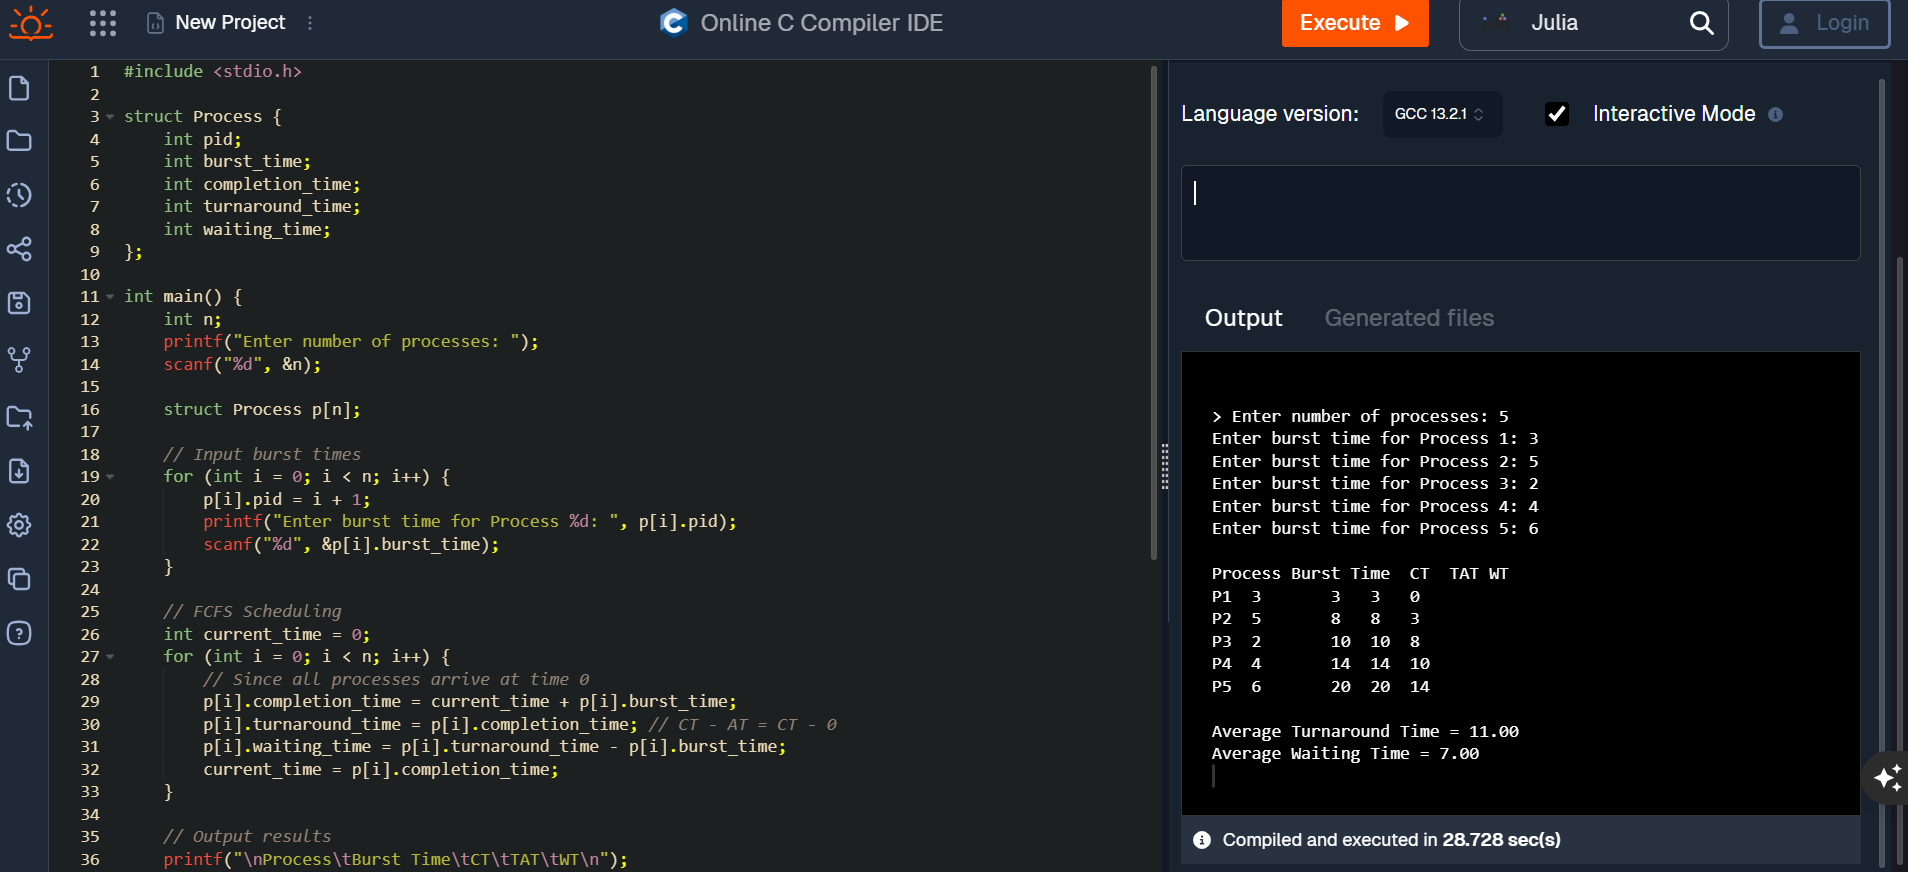 New Project
Online C Compiler IDE
Execute
Julia
Login
1 #include <stdio.h>
2
3 struct Process {
4     int pid;
5     int burst_time;
6     int completion_time;
7     int turnaround_time;
8     int waiting_time;
9 };
10
11 int main() {
12     int n;
13     printf("Enter number of processes: ");
14     scanf("%d", &n);
15
16     struct Process p[n];
17
18     // Input burst times
19     for (int i = 0; i < n; i++) {
20         p[i].pid = i + 1;
21         printf("Enter burst time for Process %d: ", p[i].pid);
22         scanf("%d", &p[i].burst_time);
23     }
24
25     // FCFS Scheduling
26     int current_time = 0;
27     for (int i = 0; i < n; i++) {
28         // Since all processes arrive at time 0
29         p[i].completion_time = current_time + p[i].burst_time;
30         p[i].turnaround_time = p[i].completion_time; // CT - AT = CT - 0
31         p[i].waiting_time = p[i].turnaround_time - p[i].burst_time;
32         current_time = p[i].completion_time;
33     }
34
35     // Output results
36     printf("\nProcess\tBurst Time\tCT\tTAT\tWT\n");
Language version:
GCC 13.2.1
Interactive Mode
Output
Generated files
> Enter number of processes: 5
Enter burst time for Process 1: 3
Enter burst time for Process 2: 5
Enter burst time for Process 3: 2
Enter burst time for Process 4: 4
Enter burst time for Process 5: 6
Process Burst Time  CT  TAT WT
P1  3       3   3   0
P2  5       8   8   3
P3  2       10  10  8
P4  4       14  14  10
P5  6       20  20  14
Average Turnaround Time = 11.00
Average Waiting Time = 7.00
Compiled and executed in 28.728 sec(s)